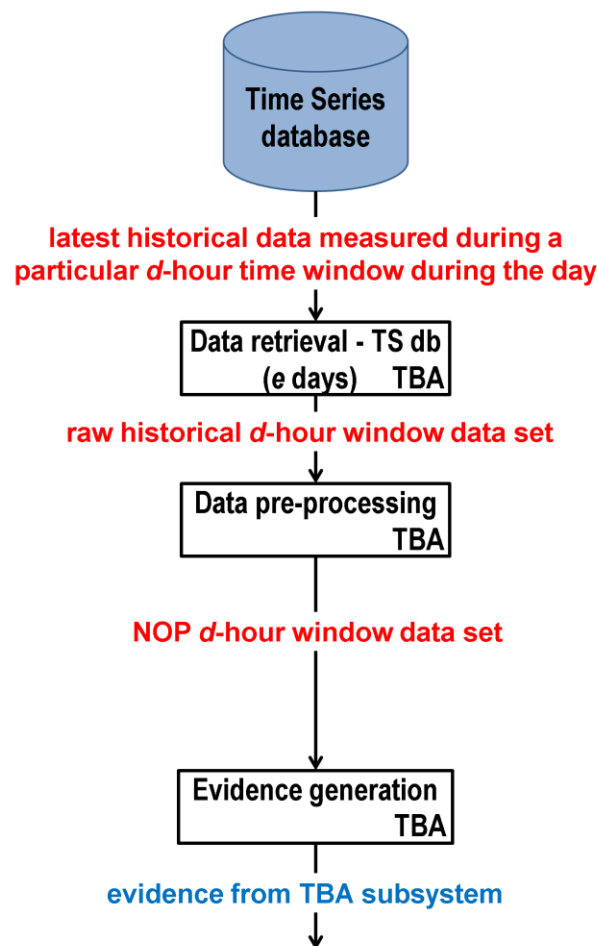 Time Series
database
latest historical data measured during a
particular d-hour time window during the day
Data retrieval - TS db
(e days) TBA
raw historical d-hour window data set
Data pre-processing
TBA
NOP d-hour window data set
Evidence generation
TBA
evidence from TBA subsystem